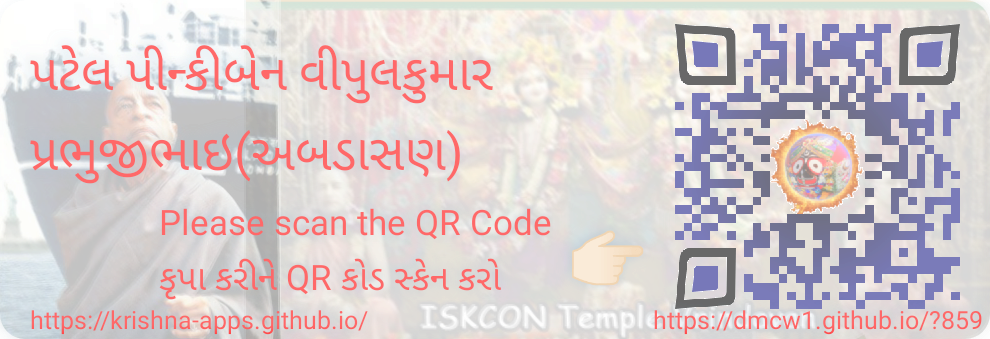 પટેલ પીન્કીબેન વીપુલકુમાર
પ્રભુજીભાઇ(અબડાસણ)
Please scan the QR Code
કૃપા કરીને QR કોડ સ્કેન કરો
https://krishna-apps.github.io/
ISKCON Temple
https://dmcw1.github.io/?859